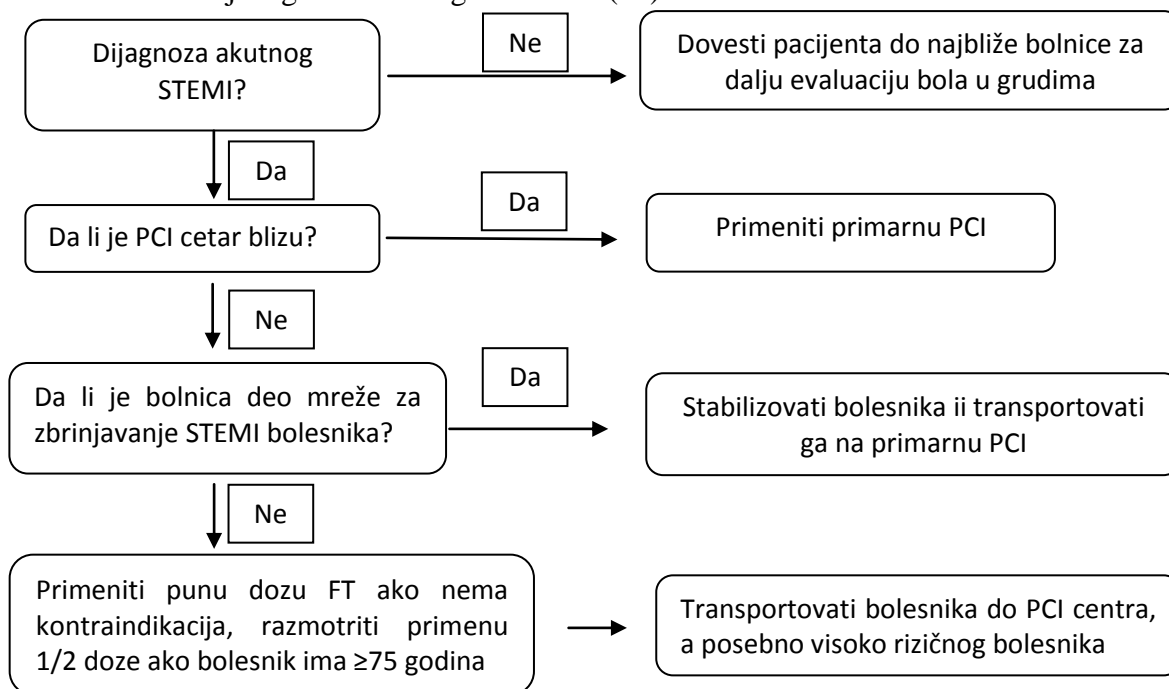 Dijagnoza akutnog
STEMI?
Ne
Dovesti pacijenta do najbliže bolnice za
dalju evaluaciju bola u grudima
Da
Da li je PCI cetar blizu?
Da
Primeniti primarnu PCI
Ne
Da li je bolnica deo mreže za
zbrinjavanje STEMI bolesnika?
Da
Stabilizovati bolesnika ii transportovati
ga na primarnu PCI
Ne
Primeniti punu dozu FT ako nema
kontraindikacija, razmotriti primenu
1/2 doze ako bolesnik ima ≥75 godina
Transportovati bolesnika do PCI centra,
a posebno visoko rizičnog bolesnika